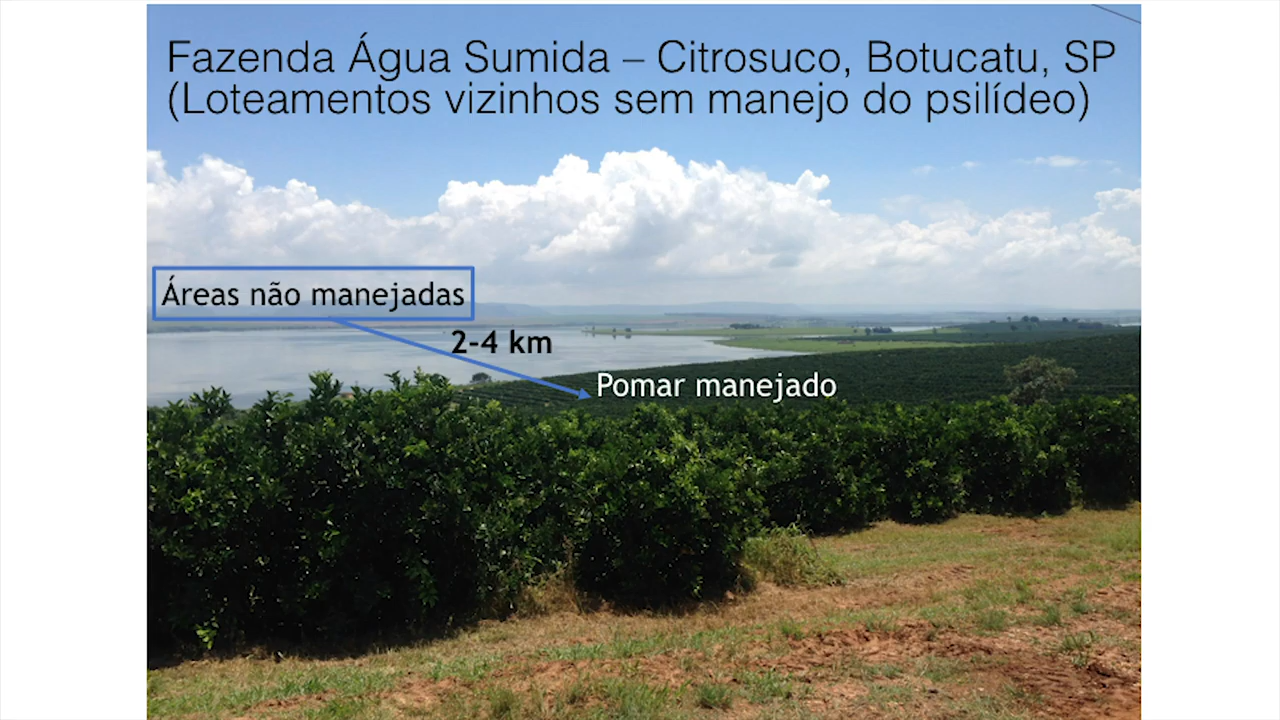 Fazenda Água Sumida – Citrosuco, Botucatu, SP
(Loteamentos vizinhos sem manejo do psilídeo)
Áreas não manejadas
2-4 km
Pomar manejado